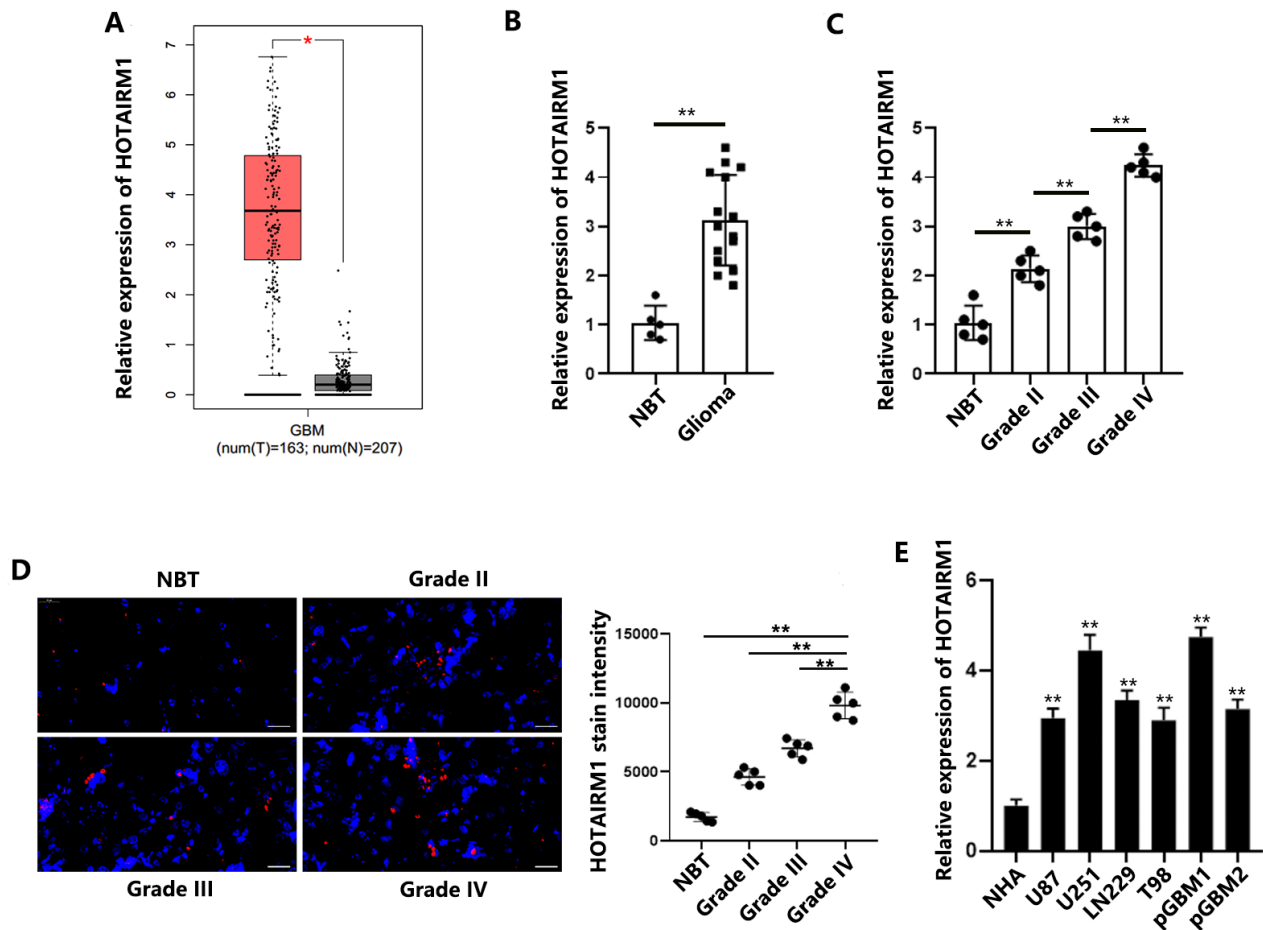 A
Relative expression of HOTAIRM1
7
6
5
4
3
2
1
0
*
GBM
(num(T)=163; num(N)=207)
B
Relative expression of HOTAIRM1
5
4
3
2
1
0
**
NBT
Glioma
C
Relative expression of HOTAIRM1
5
4
3
2
1
0
**
**
**
NBT
Grade II
Grade III
Grade IV
D
NBT
Grade II
Grade III
Grade IV
HOTAIRM1 stain intensity
15000
10000
5000
0
**
**
**
NBT
Grade II
Grade III
Grade IV
E
Relative expression of HOTAIRM1
6
4
2
0
**
**
**
**
**
**
NHA
U87
U251
LN229
T98
pGBM1
pGBM2